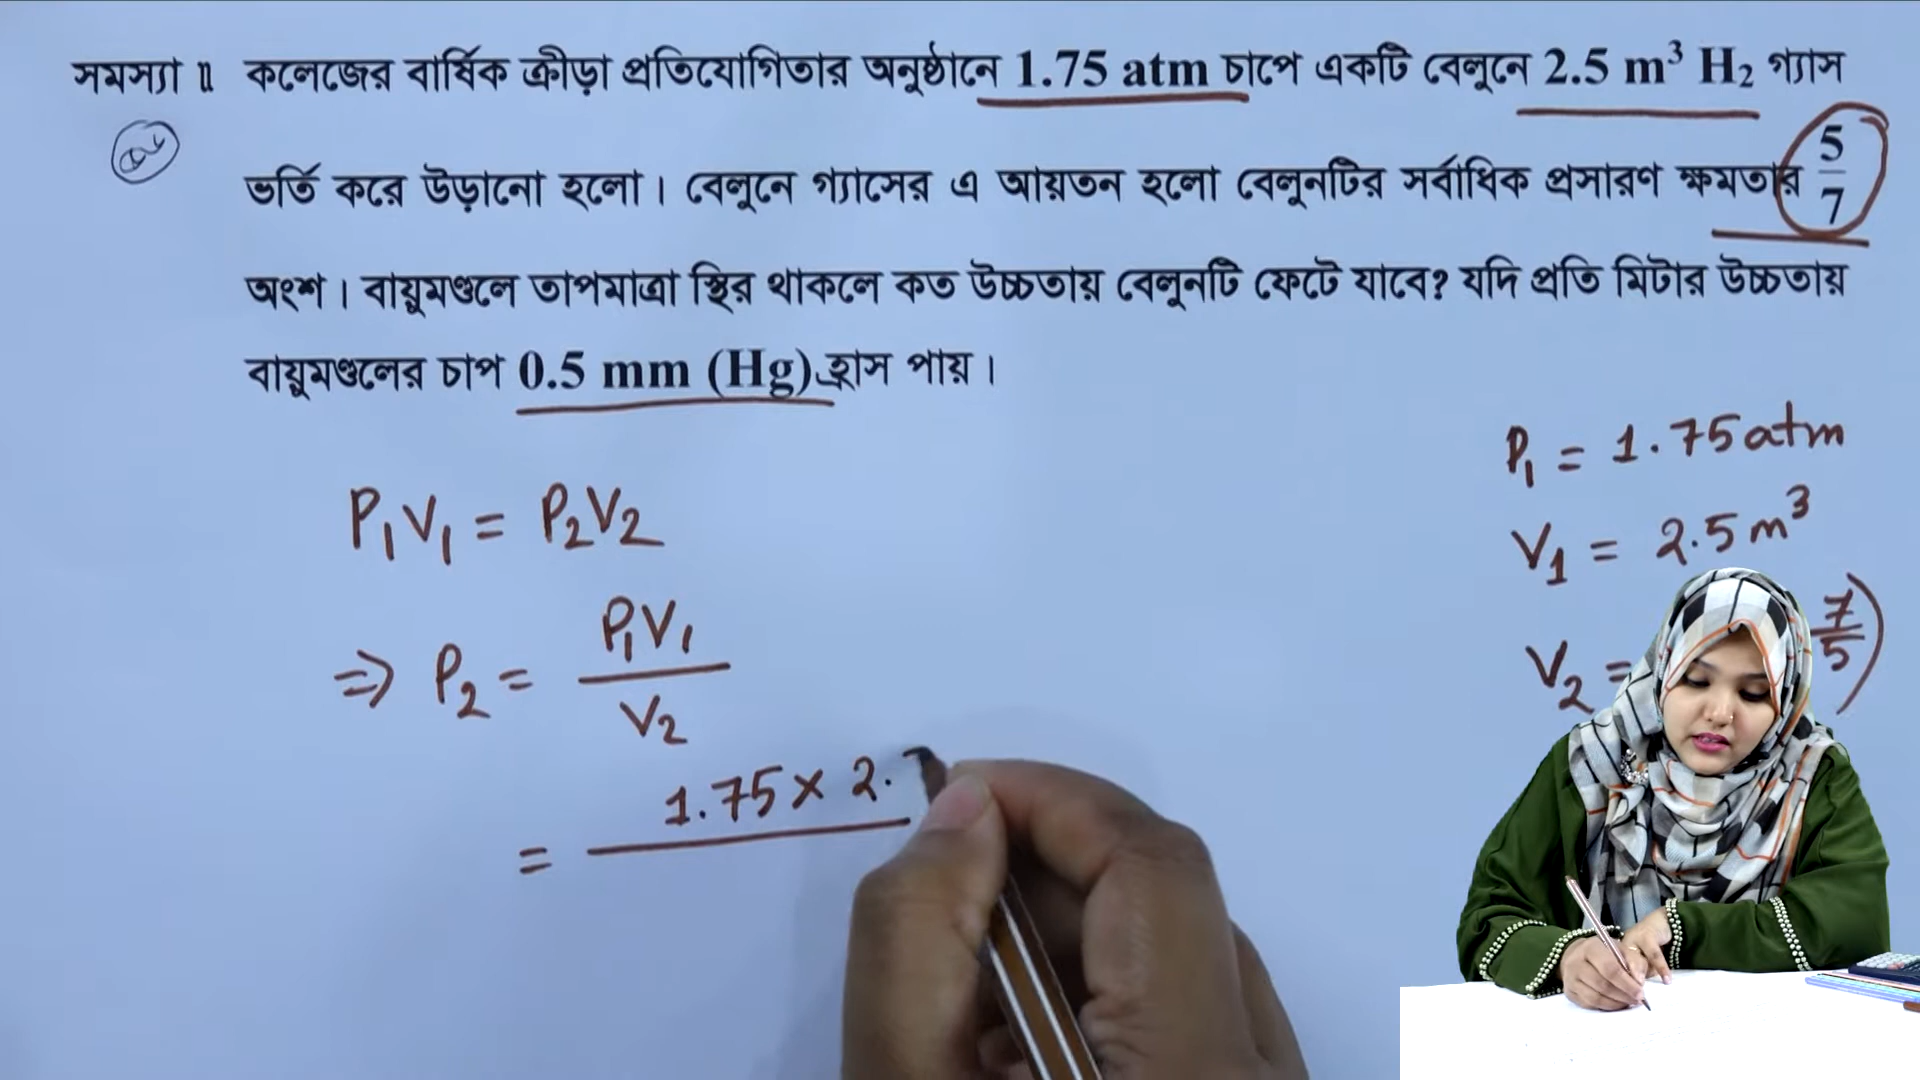 সমস্যা ॥ কলেজের বার্ষিক ক্রীড়া প্রতিযোগিতার অনুষ্ঠানে 1.75 atm চাপে একটি বেলুনে 2.5 m³ H₂ গ্যাস
ভর্তি করে উড়ানো হলো। বেলুনে গ্যাসের এ আয়তন হলো বেলুনটির সর্বাধিক প্রসারণ ক্ষমতার 5/7
অংশ। বায়ুমণ্ডলে তাপমাত্রা স্থির থাকলে কত উচ্চতায় বেলুনটি ফেটে যাবে? যদি প্রতি মিটার উচ্চতায়
বায়ুমণ্ডলের চাপ 0.5 mm (Hg) হ্রাস পায়।
P₁V₁ = P₂V₂
⇒ P₂ = P₁V₁/V₂
= 1.75 × 2.
P₁ = 1.75 atm
V₁ = 2.5 m³
V₂ = 7/5)